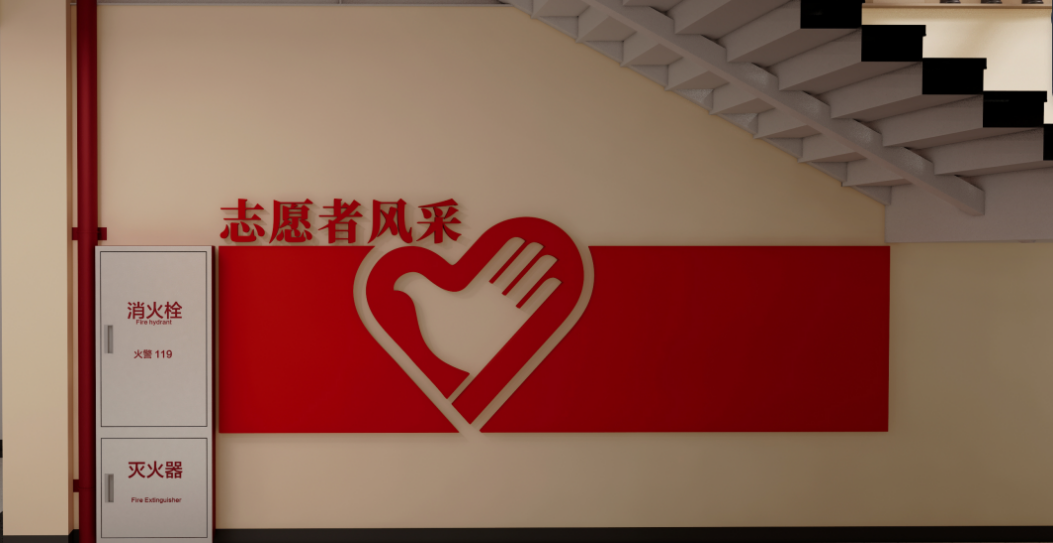 志愿者风采
消火栓
Fire hydrant
火警 119
灭火器
Fire Extinguisher